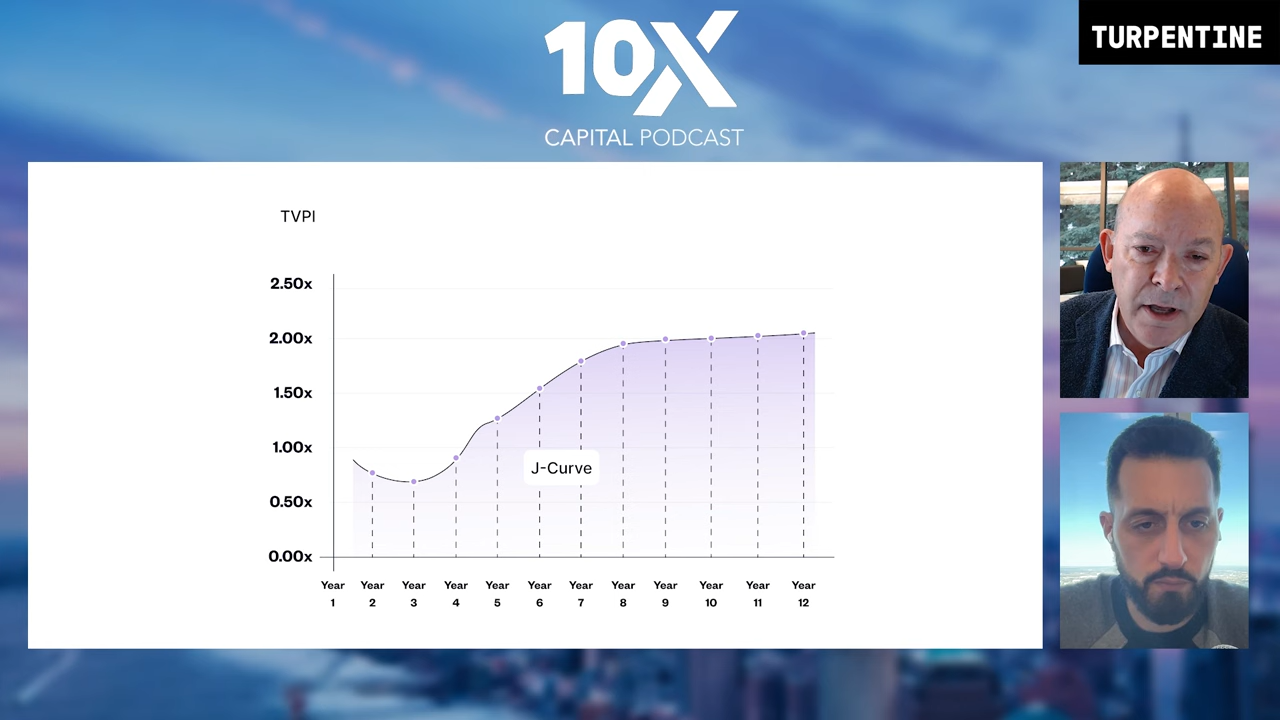 10X
CAPITAL PODCAST
TURPENTINE
TVPI
2.50x
2.00x
1.50x
1.00x
0.50x
0.00x
J-Curve
Year 1
Year 2
Year 3
Year 4
Year 5
Year 6
Year 7
Year 8
Year 9
Year 10
Year 11
Year 12